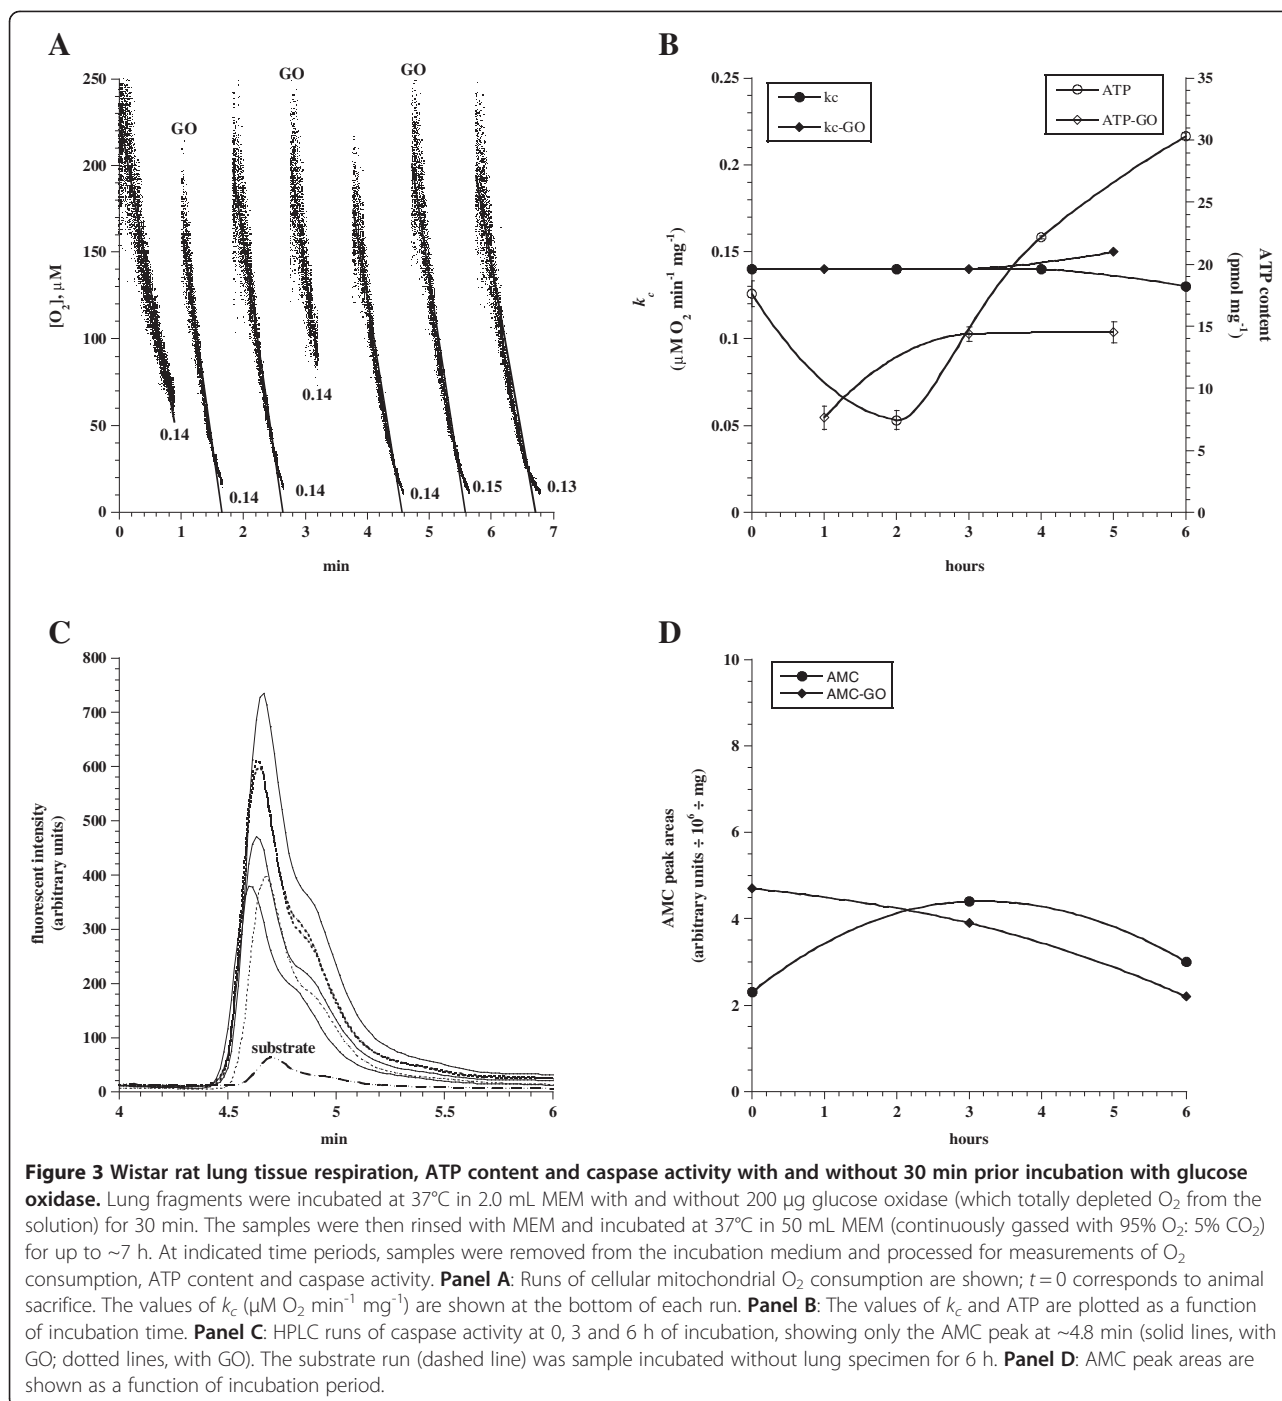 A
GO
GO
GO
250
200
150
100
50
0
[O2], µM
0.14
0.14
0.14
0.14
0.14
0.15
0.13
0 1 2 3 4 5 6 7
min
B
kc
kc-GO
ATP
ATP-GO
0.25
0.2
0.15
0.1
0.05
0
kc
(µM O2 min-1 mg-1)
35
30
25
20
15
10
5
0
ATP content
(pmol mg-1)
0 1 2 3 4 5 6
hours
C
800
700
600
500
400
300
200
100
0
fluorescent intensity
(arbitrary units)
substrate
4 4.5 5 5.5 6
min
D
AMC
AMC-GO
10
8
6
4
2
0
AMC peak areas
(arbitrary units ÷ 10⁶ ÷ mg)
0 1 2 3 4 5 6
hours
Figure 3 Wistar rat lung tissue respiration, ATP content and caspase activity with and without 30 min prior incubation with glucose
oxidase. Lung fragments were incubated at 37°C in 2.0 mL MEM with and without 200 µg glucose oxidase (which totally depleted O2 from the
solution) for 30 min. The samples were then rinsed with MEM and incubated at 37°C in 50 mL MEM (continuously gassed with 95% O2: 5% CO2)
for up to ~7 h. At indicated time periods, samples were removed from the incubation medium and processed for measurements of O2
consumption, ATP content and caspase activity. Panel A: Runs of cellular mitochondrial O2 consumption are shown; t = 0 corresponds to animal
sacrifice. The values of kc (µM O2 min-1 mg-1) are shown at the bottom of each run. Panel B: The values of kc and ATP are plotted as a function
of incubation time. Panel C: HPLC runs of caspase activity at 0, 3 and 6 h of incubation, showing only the AMC peak at ~4.8 min (solid lines, with
GO; dotted lines, with GO). The substrate run (dashed line) was sample incubated without lung specimen for 6 h. Panel D: AMC peak areas are
shown as a function of incubation period.